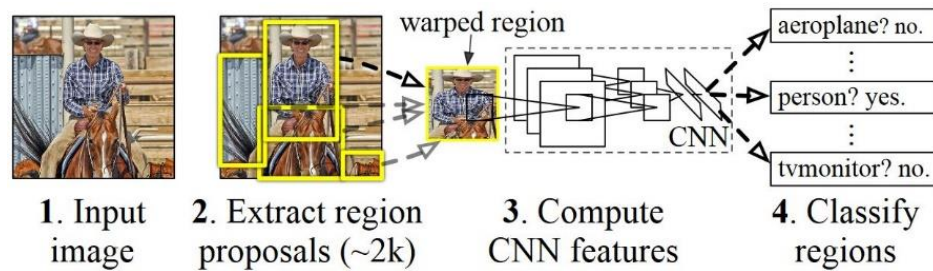 warped region
aeroplane? no.
person? yes.
CNN
tvmonitor? no.
1. Input
image
2. Extract region
proposals (~2k)
3. Compute
CNN features
4. Classify
regions